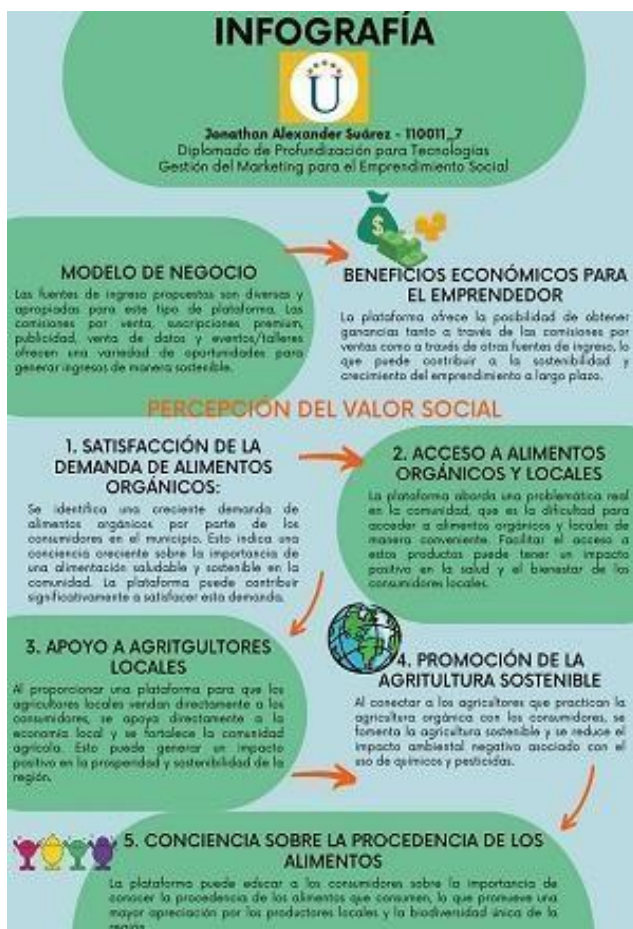 INFOGRAFÍA
U
Jonathan Alexander Suárez - 110011_7
Diplomado de Profundización para Tecnologías
Gestión del Marketing para el Emprendimiento Social
MODELO DE NEGOCIO
Las fuentes de ingreso propuestas son diversas y
apropiadas para este tipo de plataforma. Las
comisiones por venta, suscripciones premium,
publicidad, venta de datos y eventos/talleres
ofrecen una variedad de oportunidades para
generar ingresos de manera sostenible.
$
BENEFICIOS ECONÓMICOS PARA
EL EMPRENDEDOR
La plataforma ofrece la posibilidad de obtener
ganancias tanto a través de las comisiones por
ventas como a través de otras fuentes de ingreso, lo
que puede contribuir a la sostenibilidad y
crecimiento del emprendimiento a largo plazo.
PERCEPCIÓN DEL VALOR SOCIAL
1. SATISFACCIÓN DE LA
DEMANDA DE ALIMENTOS
ORGÁNICOS:
Se identifica una creciente demanda de
alimentos orgánicos por parte de los
consumidores en el municipio. Esto indica una
conciencia creciente sobre la importancia de
una alimentación saludable y sostenible en la
comunidad. La plataforma puede contribuir
significativamente a satisfacer esta demanda.
2. ACCESO A ALIMENTOS
ORGÁNICOS Y LOCALES
La plataforma aborda una problemática real
en la comunidad, que es la dificultad para
acceder a alimentos orgánicos y locales de
manera conveniente. Facilitar el acceso a
estos productos puede tener un impacto
positivo en la salud y el bienestar de los
consumidores locales.
3. APOYO A AGRITGULTORES
LOCALES
Al proporcionar una plataforma para que los
agricultores locales vendan directamente a los
consumidores, se apoya directamente a la
economía local y se fortalece la comunidad
agrícola. Esto puede generar un impacto
positivo en la prosperidad y sostenibilidad de la
región.
4. PROMOCIÓN DE LA
AGRITULTURA SOSTENIBLE
Al conectar a los agricultores que practican la
agricultura orgánica con los consumidores, se
fomenta la agricultura sostenible y se reduce el
impacto ambiental negativo asociado con el
uso de químicos y pesticidas.
5. CONCIENCIA SOBRE LA PROCEDENCIA DE LOS
ALIMENTOS
La plataforma puede educar a los consumidores sobre la importancia de
conocer la procedencia de los alimentos que consumen, lo que promueve una
mayor apreciación por los productores locales y la biodiversidad única de la
región.